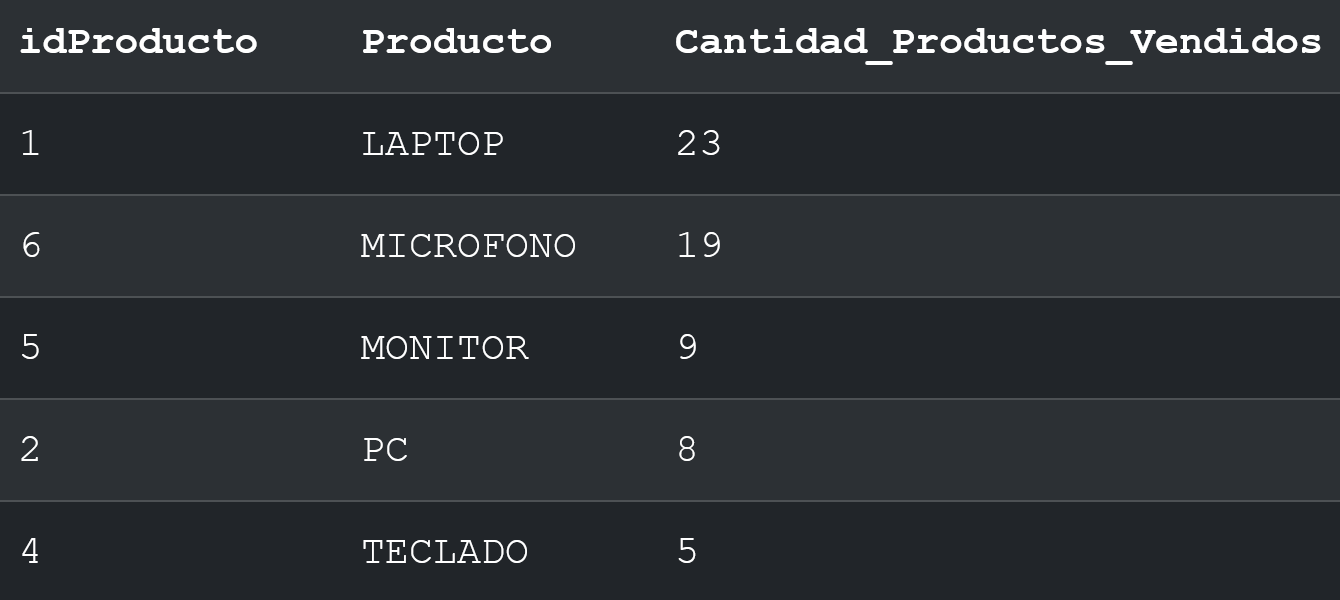 idProducto Producto Cantidad_Productos_Vendidos
1 LAPTOP 23
6 MICROFONO 19
5 MONITOR 9
2 PC 8
4 TECLADO 5